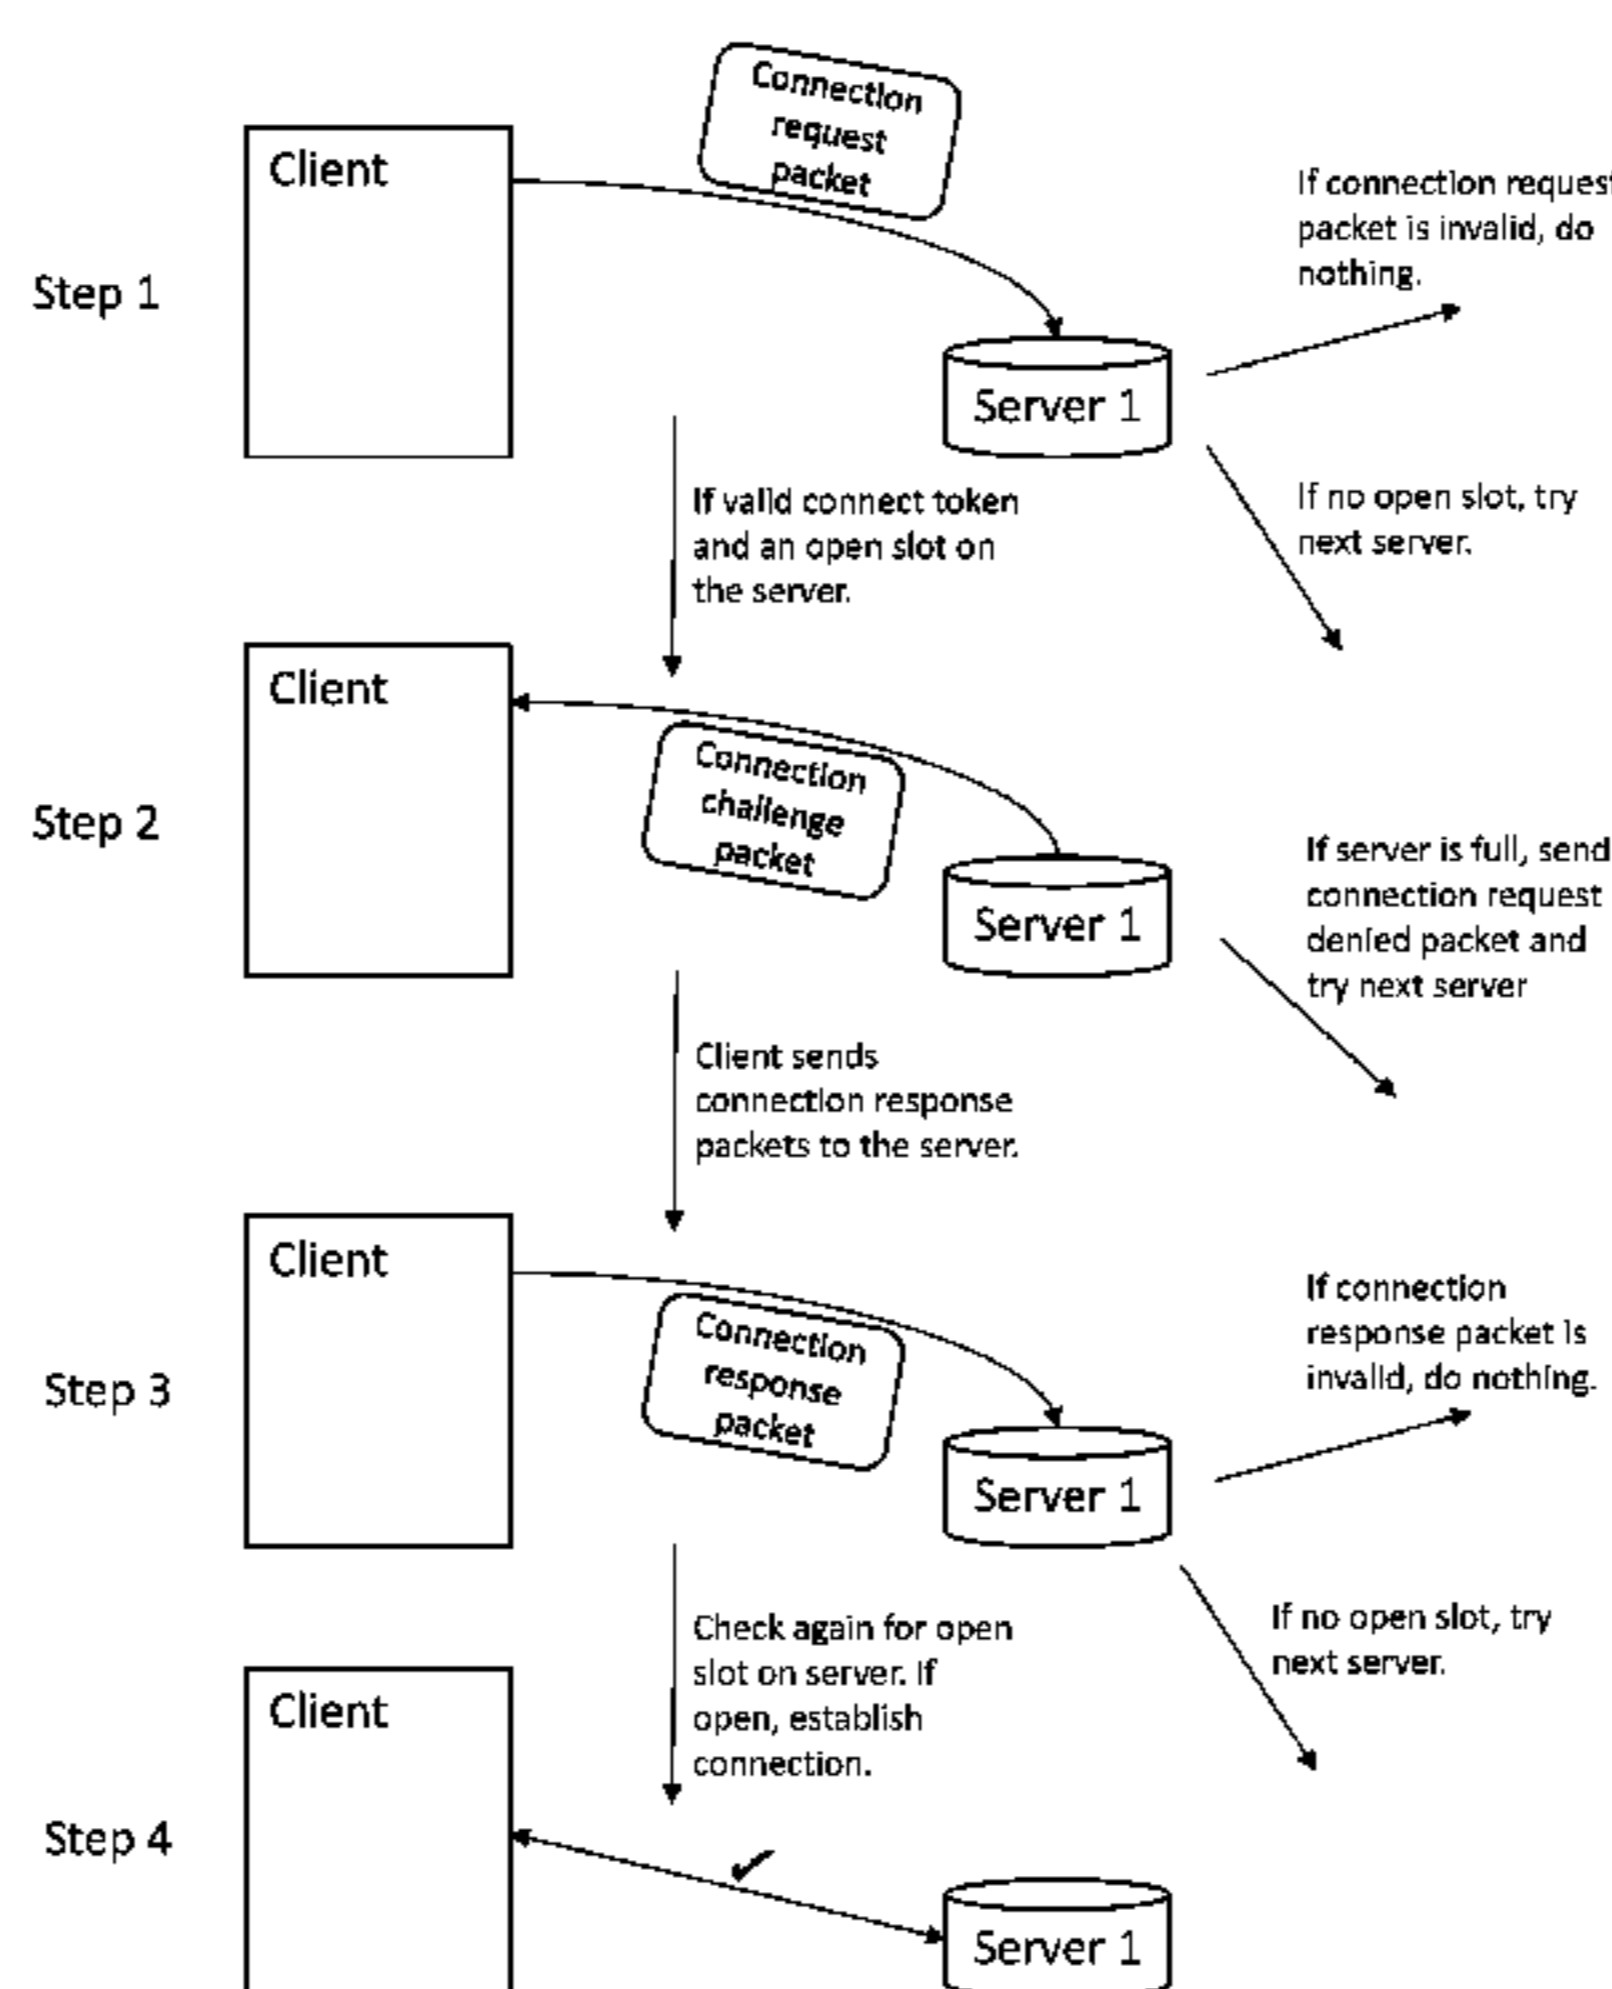 Connection
request
packet
Client
If connection request
packet is invalid, do
nothing.
Step 1
Server 1
If valid connect token
and an open slot on
the server.
If no open slot, try
next server.
Client
Connection
challenge
packet
Step 2
Server 1
If server is full, send
connection request
denied packet and
try next server
Client sends
connection response
packets to the server.
Client
Connection
response
packet
If connection
response packet is
invalid, do nothing.
Step 3
Server 1
Check again for open
slot on server. If
open, establish
connection.
If no open slot, try
next server.
Client
Step 4
Server 1